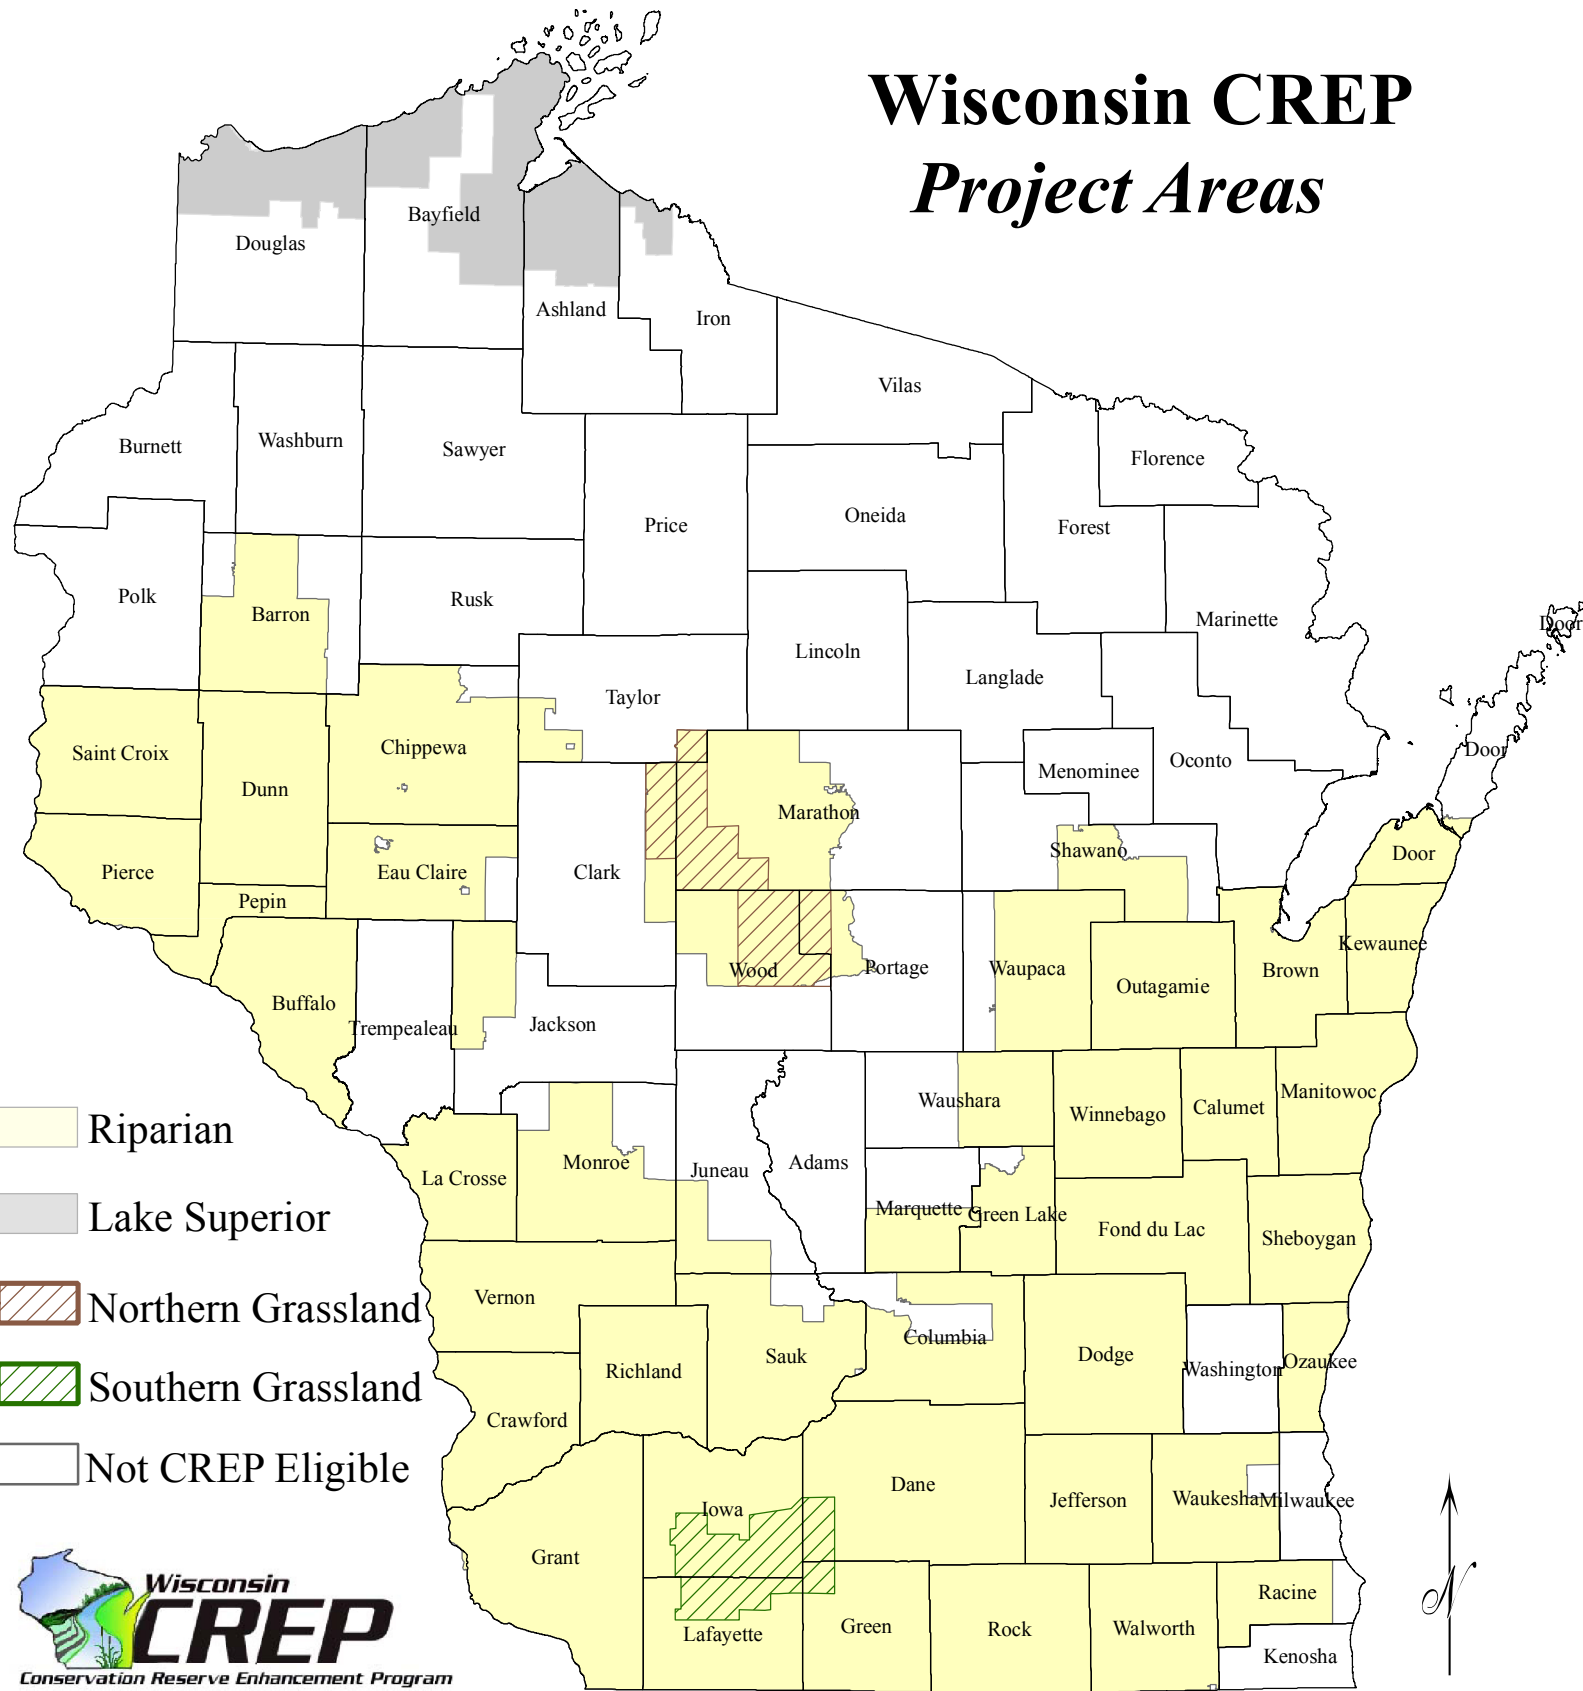 Wisconsin CREP
Project Areas
Bayfield
Douglas
Ashland
Iron
Vilas
Burnett
Washburn
Sawyer
Florence
Price
Oneida
Forest
Polk
Barron
Rusk
Marinette
Door
Lincoln
Langlade
Taylor
Saint Croix
Chippewa
Door
Oconto
Menominee
Dunn
Marathon
Shawano
Door
Pierce
Eau Claire
Clark
Pepin
Kewaunee
Wood
Portage
Waupaca
Brown
Outagamie
Buffalo
Trempealeau
Jackson
Waushara
Winnebago
Calumet
Manitowoc
Riparian
La Crosse
Monroe
Juneau
Adams
Marquette
Green Lake
Fond du Lac
Sheboygan
Lake Superior
Vernon
Northern Grassland
Columbia
Sauk
Dodge
Richland
Washington
Ozaukee
Southern Grassland
Crawford
Not CREP Eligible
Dane
Iowa
Jefferson
Waukesha
Milwaukee
Grant
Racine
Lafayette
Green
Rock
Walworth
Kenosha
N
Wisconsin
CREP
Conservation Reserve Enhancement Program